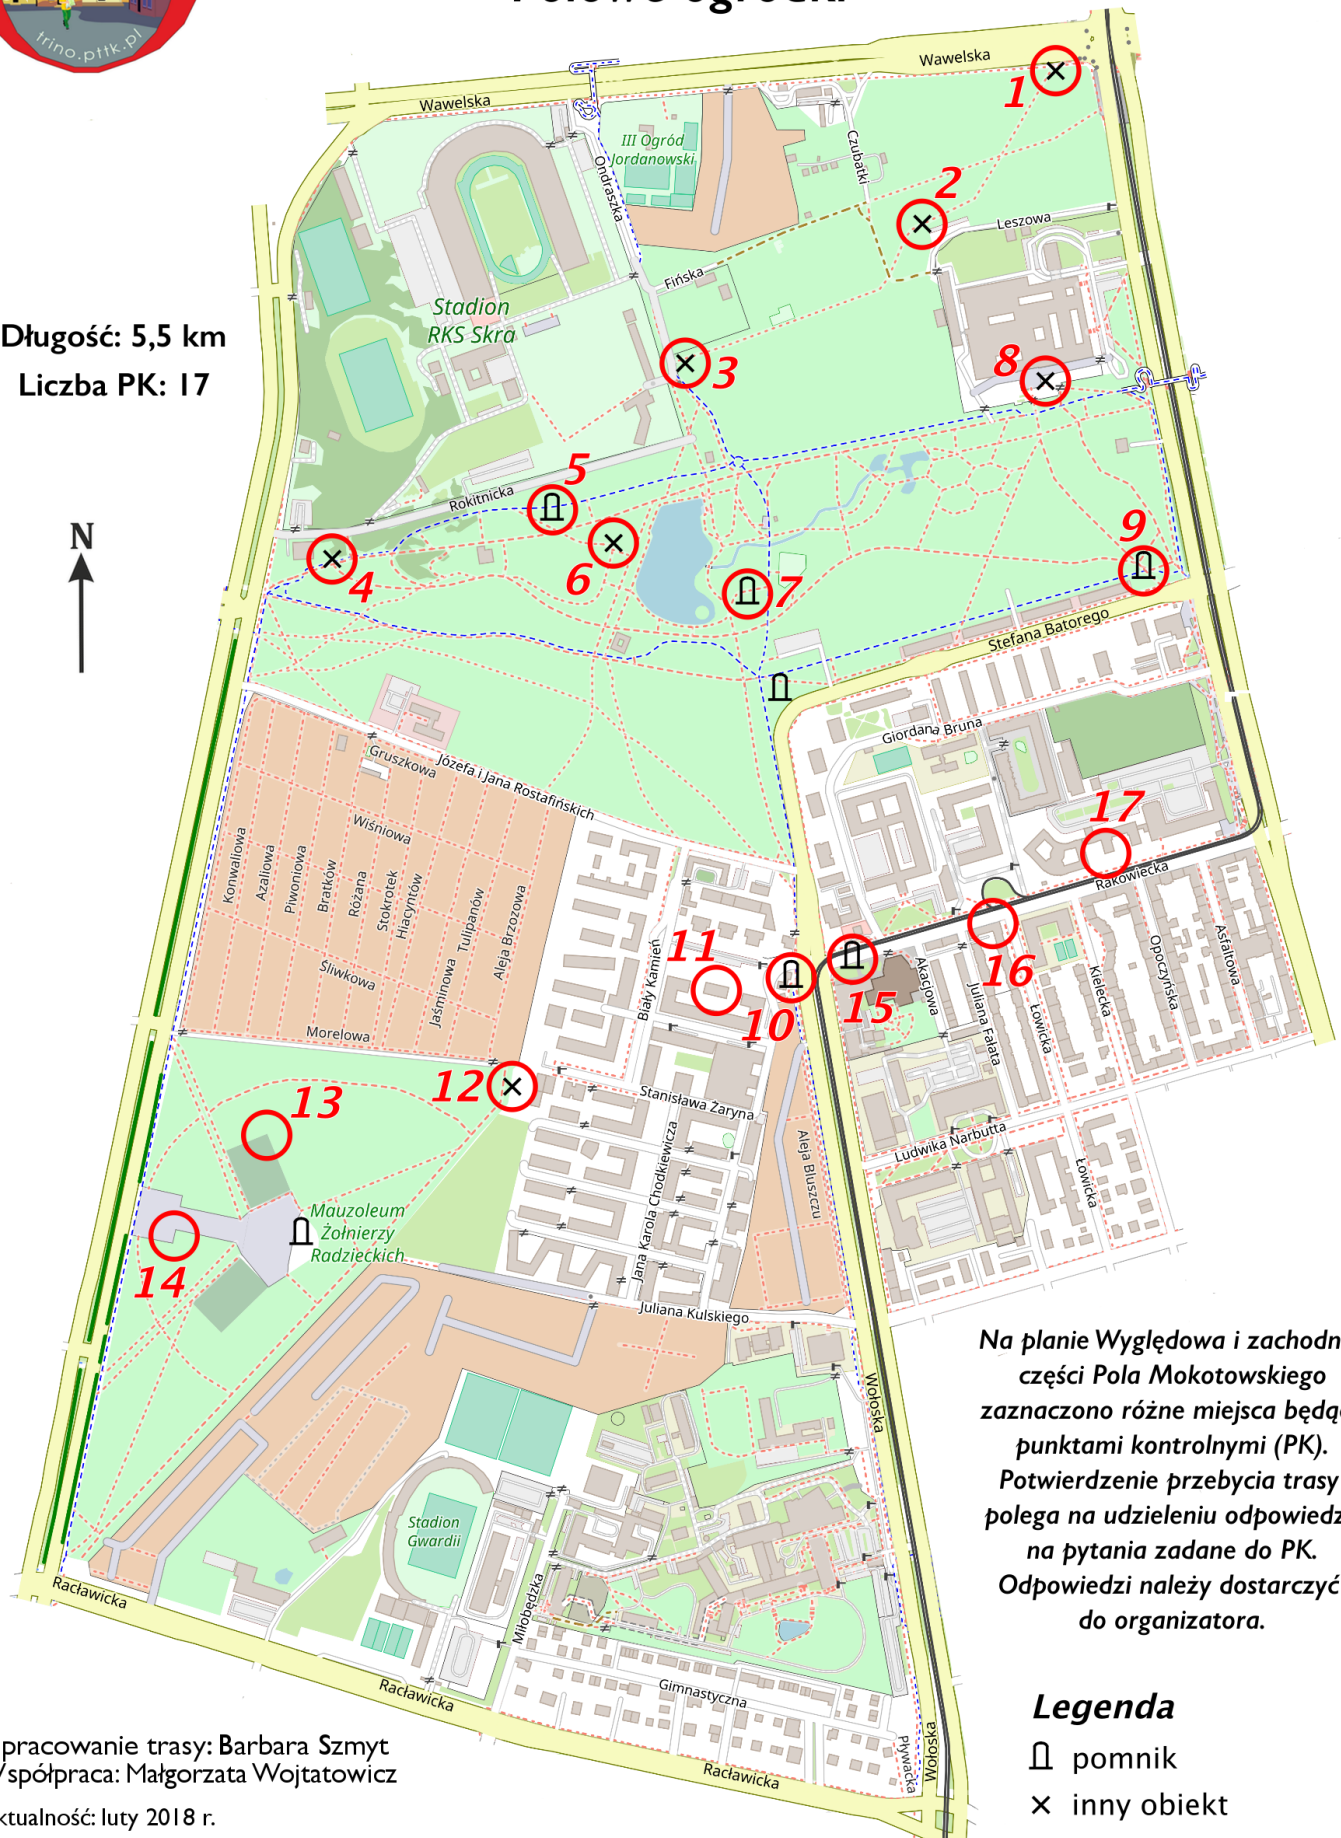 trino.pttk.pl
Wawelska
Wawelska
1
III Ogród
Jordanowski
Ondraszka
Czubatki
2
Leszowa
Fińska
Stadion
RKS Skra
Długość: 5,5 km
Liczba PK: 17
3
8
5
Rokitnicka
9
N
4
6
7
Stefana Batorego
Giordana Bruna
Gruszkowa
Józefa i Jana Rostafińskich
Wiśniowa
17
Rakowiecka
Konwaliowa
Azaliowa
Piwoniowa
Bratków
Różana
Stokrotek
Hiacyntów
Jaśminowa
Tulipanów
Aleja Brzozowa
Śliwkowa
Biały Kamień
11
10
15
16
Akacjowa
Juliana Fałata
Łowicka
Kielecka
Opoczyńska
Asfaltowa
Morelowa
12
13
Stanisława Żaryna
Ludwika Narbutta
Aleja Bluszczu
Łowicka
Jana Karola Chodkiewicza
Mauzoleum
Żołnierzy
Radzieckich
14
Juliana Kulskiego
Na planie Wyględowa i zachodn
części Pola Mokotowskiego
zaznaczono różne miejsca będą
punktami kontrolnymi (PK).
Potwierdzenie przebycia trasy
polega na udzieleniu odpowiedz
na pytania zadane do PK.
Odpowiedzi należy dostarczyć
do organizatora.
Wołoska
Stadion
Gwardii
Racławicka
Miłobędzka
Racławicka
Gimnastyczna
Racławicka
Pływacka
Wołoska
Legenda
pomnik
inny obiekt
pracowanie trasy: Barbara Szmyt
Współpraca: Małgorzata Wojtatowicz
ktualność: luty 2018 r.